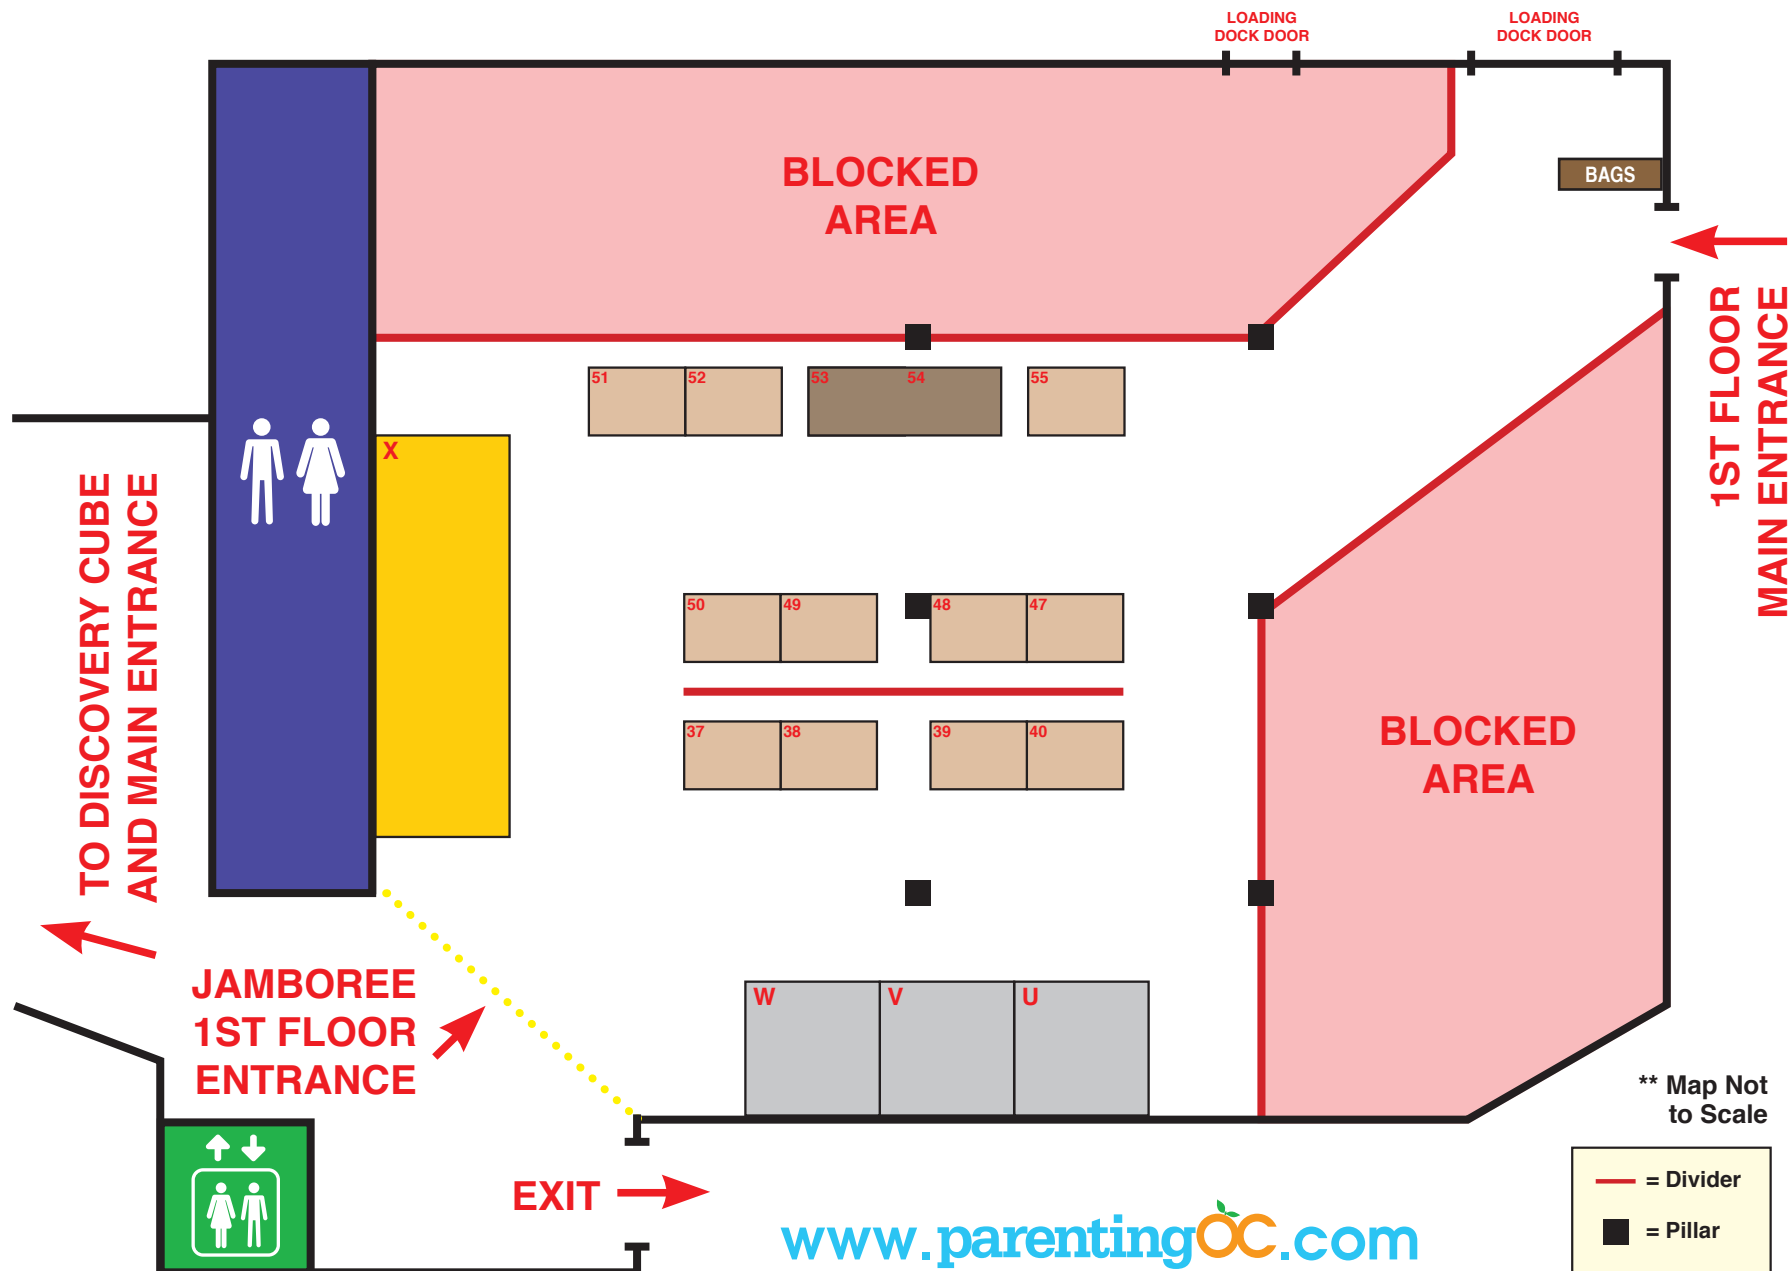 LOADING
DOCK DOOR
LOADING
DOCK DOOR
BLOCKED
AREA
BAGS
1ST FLOOR
MAIN ENTRANCE
51
52
53
54
55
X
TO DISCOVERY CUBE
AND MAIN ENTRANCE
50
49
48
47
37
38
39
40
BLOCKED
AREA
JAMBOREE
1ST FLOOR
ENTRANCE
W
V
U
** Map Not
to Scale
= Divider
= Pillar
EXIT
www.parentingOC.com